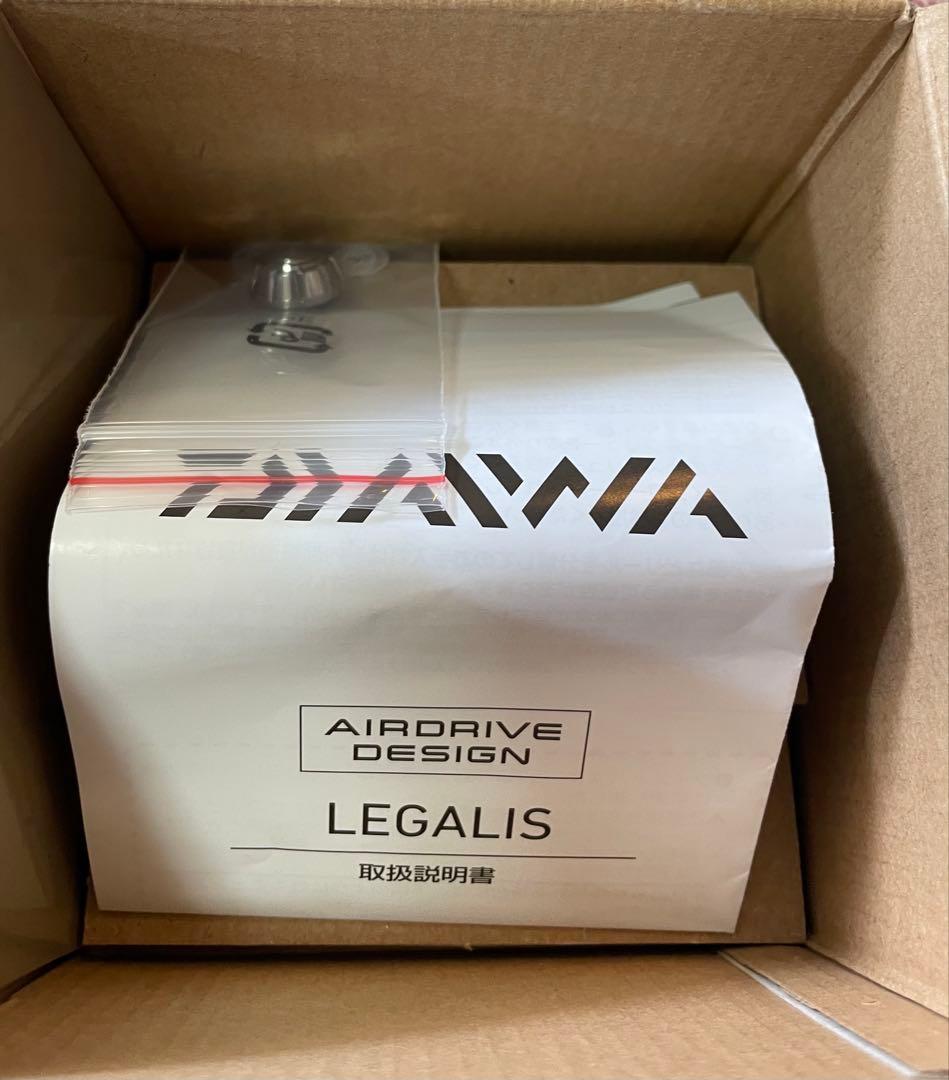 DAIWA
AIRDRIVE
DESIGN
LEGALIS
取扱説明書